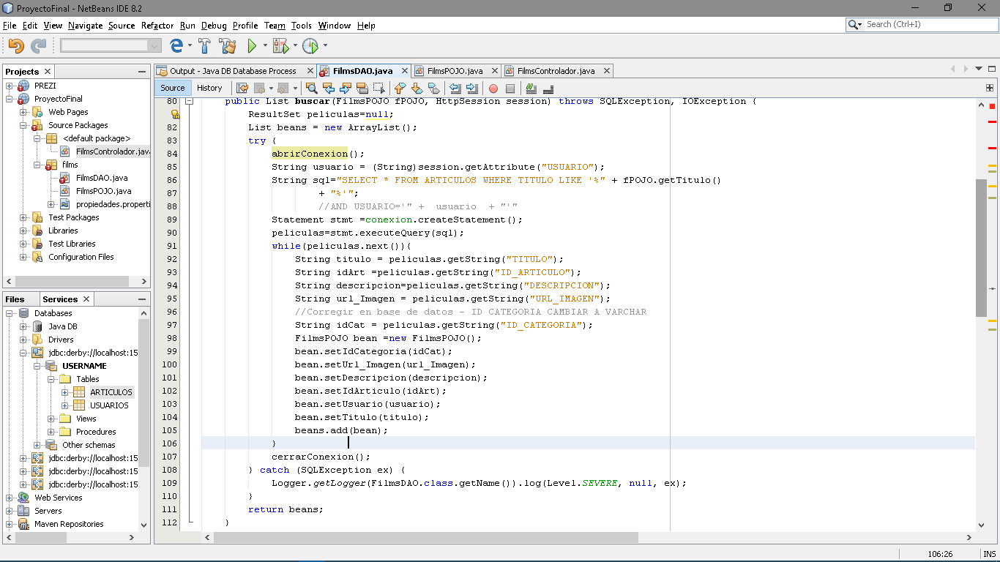 ProyectoFinal - NetBeans IDE 8.2
File Edit View Navigate Source Refactor Run Debug Profile Team Tools Window Help
Search (Ctrl+I)
Projects
PREZI
ProyectoFinal
Web Pages
Source Packages
<default package>
FilmsControlador.java
films
FilmsDAO.java
FilmsPOJO.java
propiedades.properti
Test Packages
Libraries
Test Libraries
Configuration Files
Files Services
Databases
Java DB
Drivers
jdbc:derby://localhost:15
USERNAME
Tables
ARTICULOS
USUARIOS
Views
Procedures
Other schemas
jdbc:derby://localhost:15
jdbc:derby://localhost:15
jdbc:derby://localhost:15
Web Services
Servers
Maven Repositories
Output - Java DB Database Process FilmsDAO.java FilmsPOJO.java FilmsControlador.java
Source History
80 public List buscar(FilmsPOJO fPOJO, HttpSession session) throws SQLException, IOException {
ResultSet peliculas=null;
82 List beans = new ArrayList();
83 try {
84 abrirConexion();
85 String usuario = (String)session.getAttribute("USUARIO");
86 String sql="SELECT * FROM ARTICULOS WHERE TITULO LIKE '%" + fPOJO.getTitulo()
87 + "%'";
88 //AND USUARIO='" + usuario + "'"
89 Statement stmt =conexion.createStatement();
90 peliculas=stmt.executeQuery(sql);
91 while(peliculas.next()){
92 String titulo = peliculas.getString("TITULO");
93 String idArt =peliculas.getString("ID_ARTICULO");
94 String descripcion=peliculas.getString("DESCRIPCION");
95 String url_Imagen = peliculas.getString("URL_IMAGEN");
96 //Corregir en base de datos - ID CATEGORIA CAMBIAR A VARCHAR
97 String idCat = peliculas.getString("ID_CATEGORIA");
98 FilmsPOJO bean =new FilmsPOJO();
99 bean.setIdCategoria(idCat);
100 bean.setUrl_Imagen(url_Imagen);
101 bean.setDescripcion(descripcion);
102 bean.setIdArticulo(idArt);
103 bean.setUsuario(usuario);
104 bean.setTitulo(titulo);
105 beans.add(bean);
106 }
107 cerrarConexion();
108 } catch (SQLException ex) {
109 Logger.getLogger(FilmsDAO.class.getName()).log(Level.SEVERE, null, ex);
110 }
111 return beans;
112 }
106:26 INS